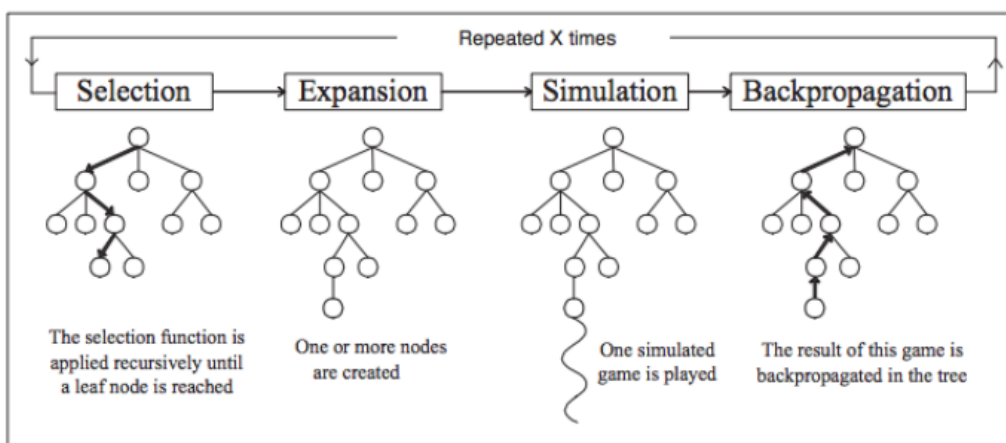 Repeated X times
Selection
Expansion
Simulation
Backpropagation
The selection function is
applied recursively until
a leaf node is reached
One or more nodes
are created
One simulated
game is played
The result of this game is
backpropagated in the tree